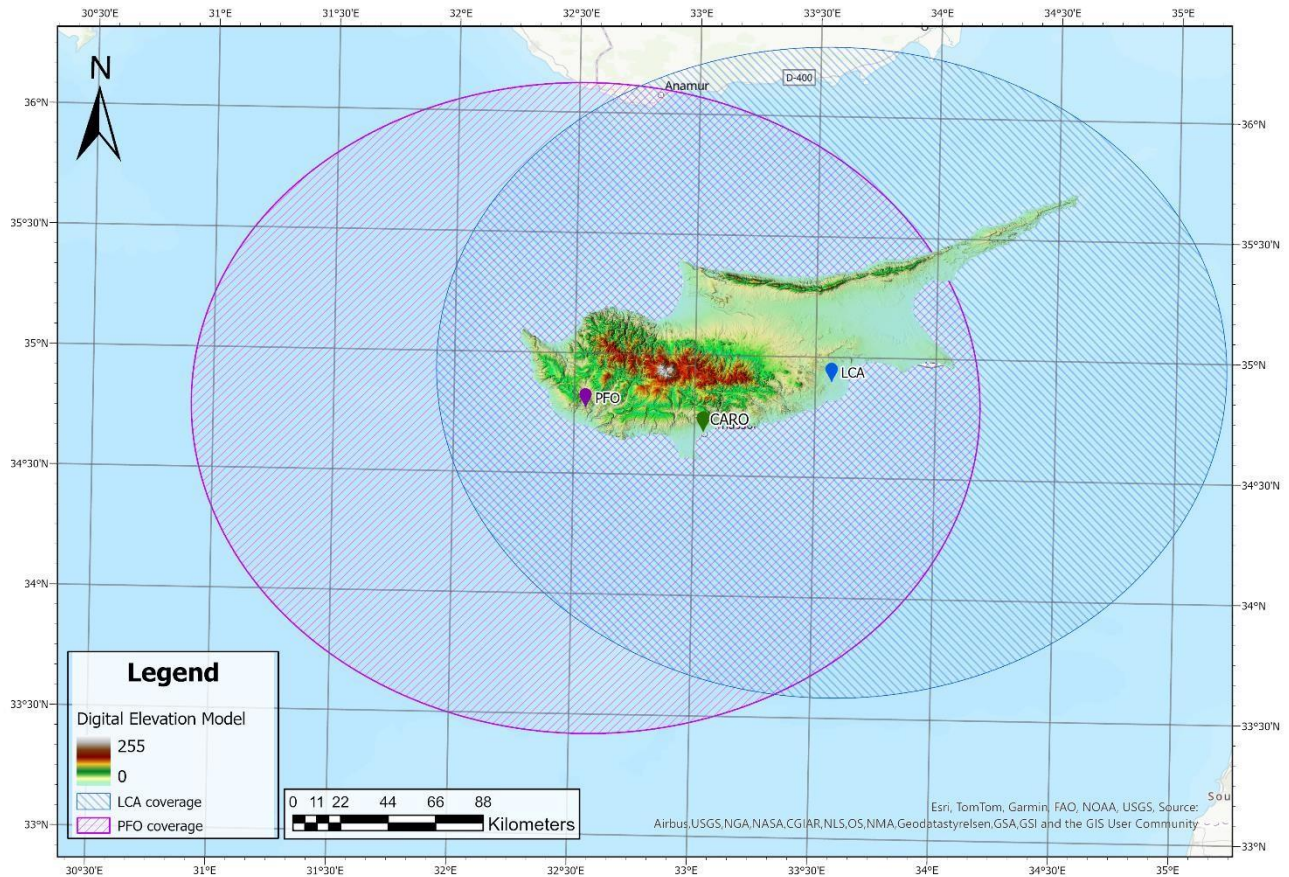 30°30'E 31°E 31°30'E 32°E 32°30'E 33°E 33°30'E 34°E 34°30'E 35°E
N
D-400
Anamur
36°N 36°N
35°30'N 35°30'N
35°N 35°N
LCA
PFO
CARO
34°30'N 34°30'N
34°N 34°N
33°30'N 33°30'N
33°N 33°N
Legend
Digital Elevation Model
255
0
LCA coverage
PFO coverage
0 11 22 44 66 88
Kilometers
Sou
Esri, TomTom, Garmin, FAO, NOAA, USGS, Source:
Airbus,USGS,NGA,NASA,CGIAR,NLS,OS,NMA,Geodatastyrelsen,GSA,GSI and the GIS User Community
30°30'E 31°E 31°30'E 32°E 32°30'E 33°E 33°30'E 34°E 34°30'E 35°E